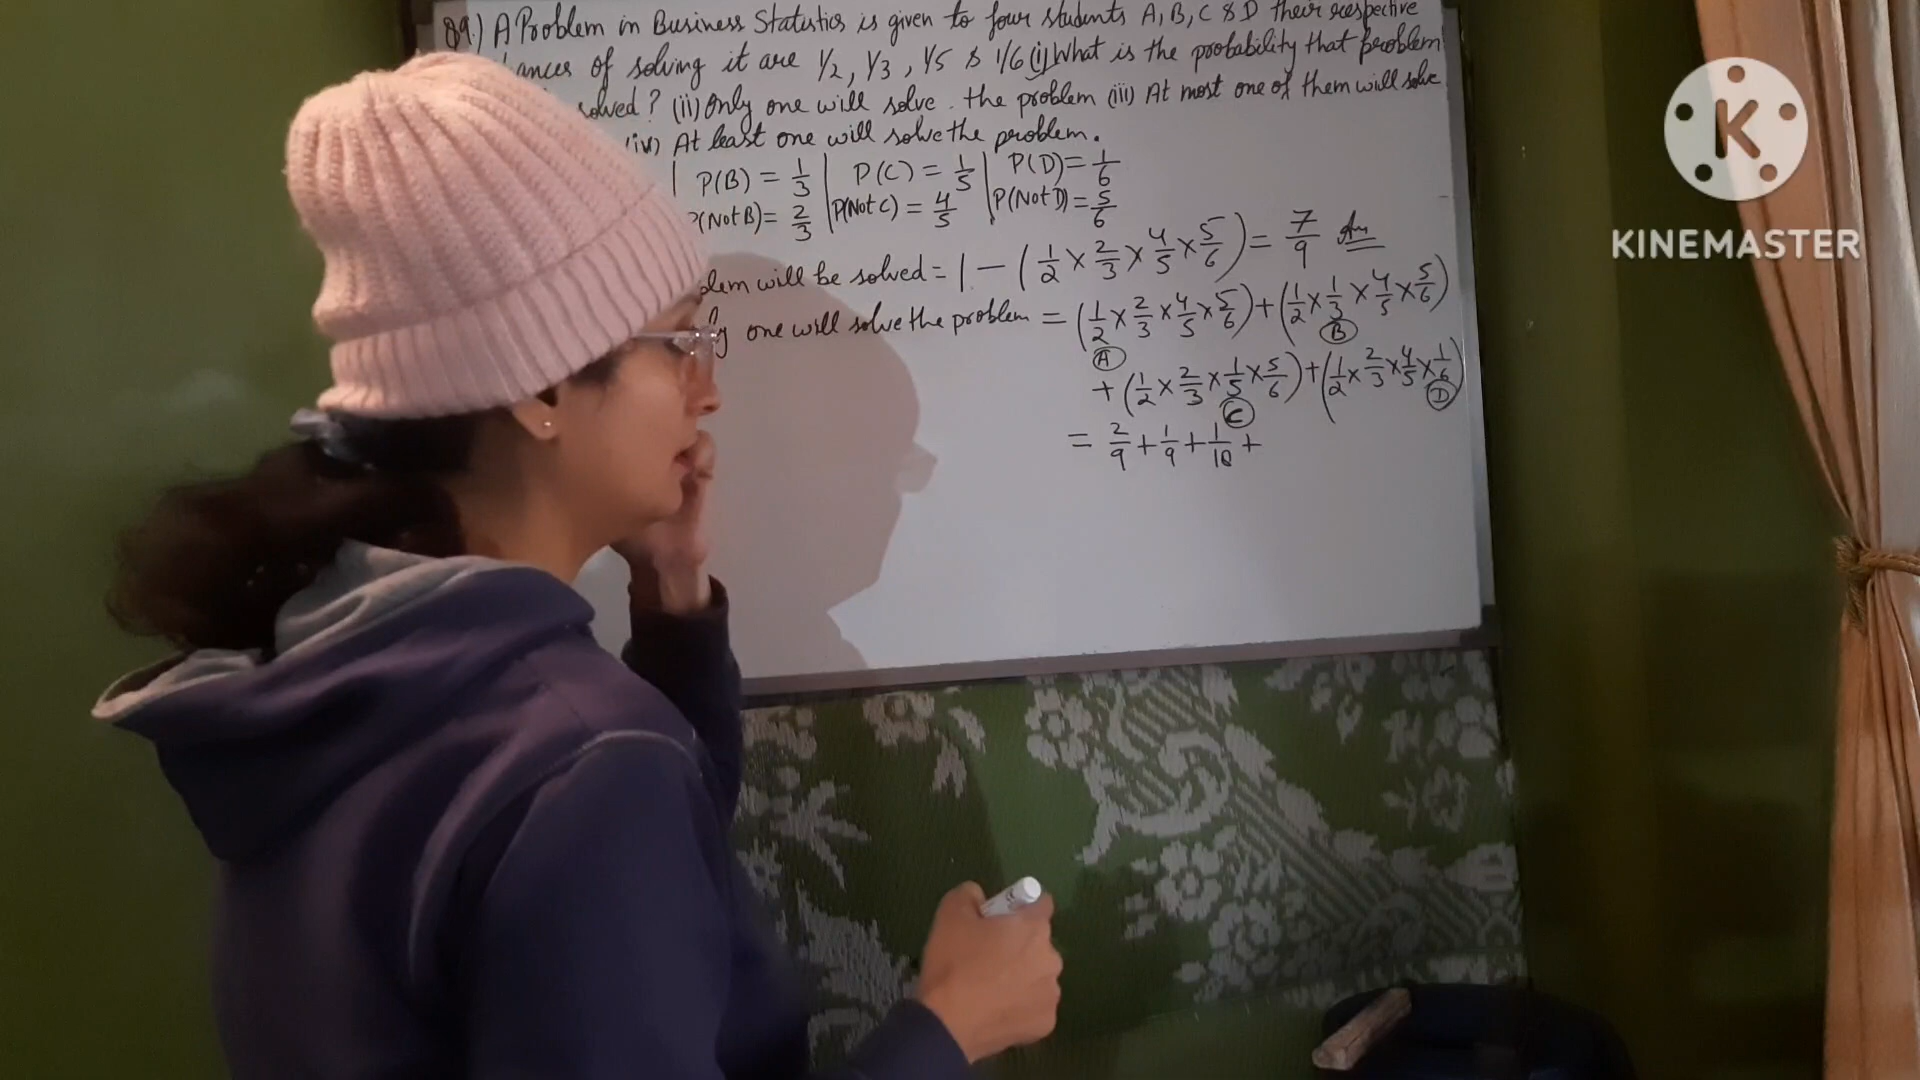 Q9.) A Problem in Business Statistics is given to four students A, B, C & D their respective
ances of solving it are 1/2, 1/3, 1/5 & 1/6 (i) What is the probability that problem
solved? (ii) Only one will solve the problem (iii) At most one of them will solve
(iv) At least one will solve the problem.
P(B) = 1/3 | P(C) = 1/5 | P(D) = 1/6
P(Not B) = 2/3 | P(Not C) = 4/5 | P(Not D) = 5/6
blem will be solved = 1 - (1/2 × 2/3 × 4/5 × 5/6) = 7/9 Ans
ly one will solve the problem = (1/2 × 2/3 × 4/5 × 5/6) + (1/2 × 1/3 × 4/5 × 5/6)
A B
+ (1/2 × 2/3 × 1/5 × 5/6) + (1/2 × 2/3 × 4/5 × 1/6)
C D
= 2/9 + 1/9 + 1/18 +
K
KINEMASTER